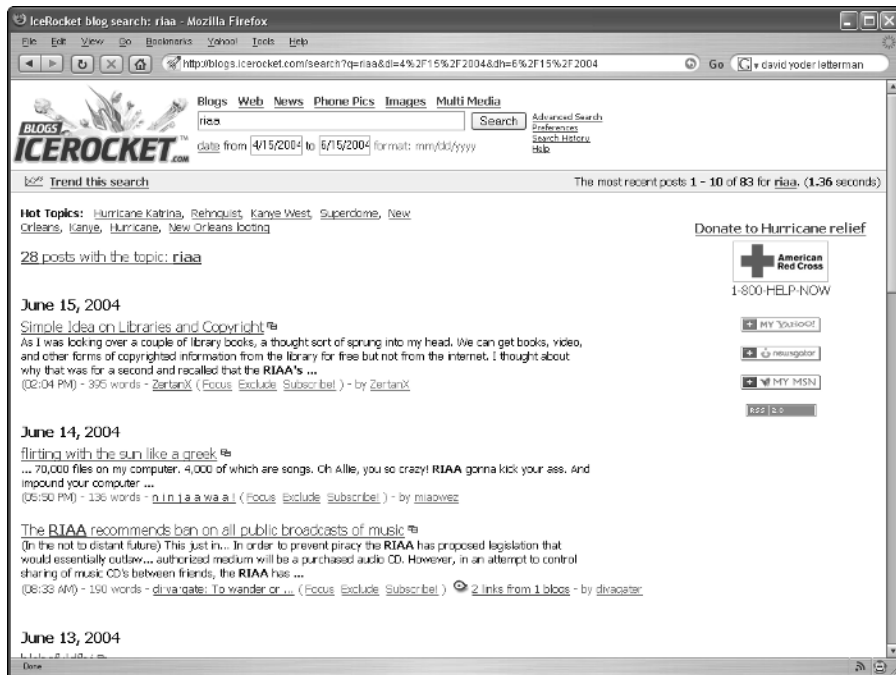 IceRocket blog search: riaa - Mozilla Firefox
File Edit View Go Bookmarks Yahoo! Tools Help
http://blogs.icerocket.com/search?q=riaa&dl=4%2F15%2F2004&dh=6%2F15%2F2004 Go david yoder letterman
BLOGS
ICEROCKET.COM
Blogs Web News Phone Pics Images Multi Media
riaa Search
Advanced Search
Preferences
Search History
Help
date from 4/15/2004 to 6/15/2004 format: mm/dd/yyyy
Trend this search The most recent posts 1 - 10 of 83 for riaa. (1.36 seconds)
Hot Topics: Hurricane Katrina, Rehnquist, Kanye West, Superdome, New
Orleans, Kanye, Hurricane, New Orleans looting
28 posts with the topic: riaa
Donate to Hurricane relief
American
Red Cross
1-800-HELP-NOW
MY YAHOO!
newsgator
MY MSN
RSS 2.0
June 15, 2004
Simple Idea on Libraries and Copyright
As I was looking over a couple of library books, a thought sort of sprung into my head. We can get books, video,
and other forms of copyrighted information from the library for free but not from the internet. I thought about
why that was for a second and recalled that the RIAA's ...
(02:04 PM) - 395 words - ZertanX ( Focus Exclude Subscribe! ) - by ZertanX
June 14, 2004
flirting with the sun like a greek
... 70,000 files on my computer. 4,000 of which are songs. Oh Allie, you so crazy! RIAA gonna kick your ass. And
impound your computer ...
(05:50 PM) - 136 words - n i n j a a w a a ! ( Focus Exclude Subscribe! ) - by miaowez
The RIAA recommends ban on all public broadcasts of music
(In the not to distant future) This just in... In order to prevent piracy the RIAA has proposed legislation that
would essentially outlaw... authorized medium will be a purchased audio CD. However, in an attempt to control
sharing of music CD's between friends, the RIAA has ...
(08:33 AM) - 190 words - divargate: To wander or ... ( Focus Exclude Subscribe! ) 2 links from 1 blogs - by divagater
June 13, 2004
Done